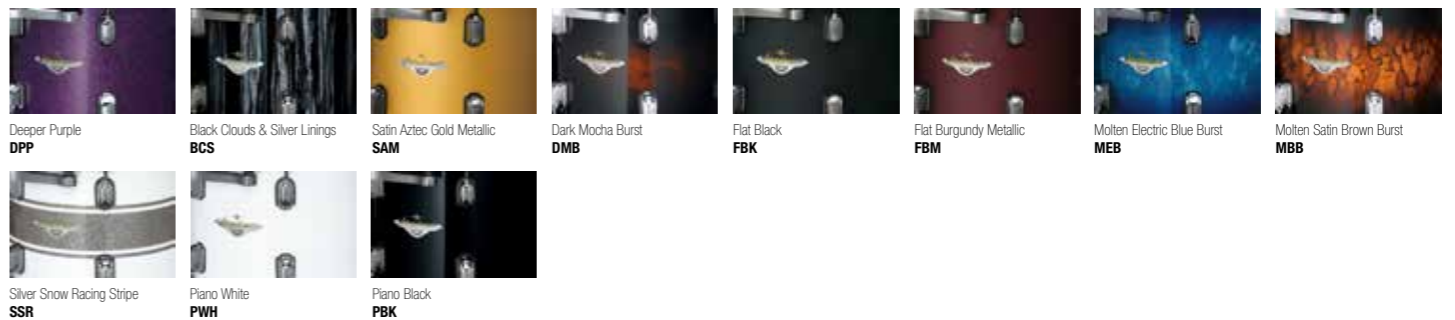 Deeper Purple
DPP
Black Clouds & Silver Linings
BCS
Satin Aztec Gold Metallic
SAM
Dark Mocha Burst
DMB
Flat Black
FBK
Flat Burgundy Metallic
FBM
Molten Electric Blue Burst
MEB
Molten Satin Brown Burst
MBB
Silver Snow Racing Stripe
SSR
Piano White
PWH
Piano Black
PBK